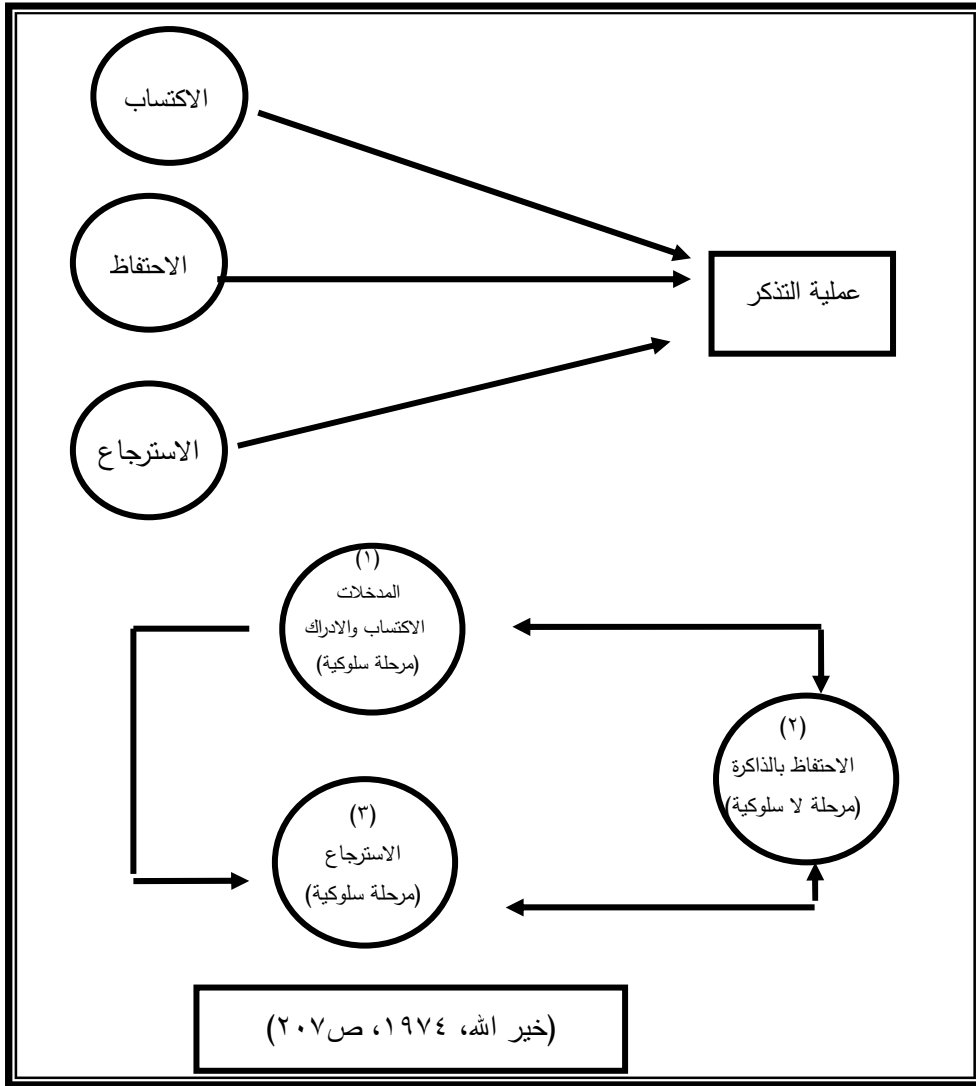 الاكتساب
الاحتفاظ
عملية التذكر
الاسترجاع
(١)
المدخلات
الاكتساب والادراك
(مرحلة سلوكية)
(٢)
الاحتفاظ بالذاكرة
(مرحلة لا سلوكية)
(٣)
الاسترجاع
(مرحلة سلوكية)
(خير الله، ١٩٧٤، ص٢٠٧)